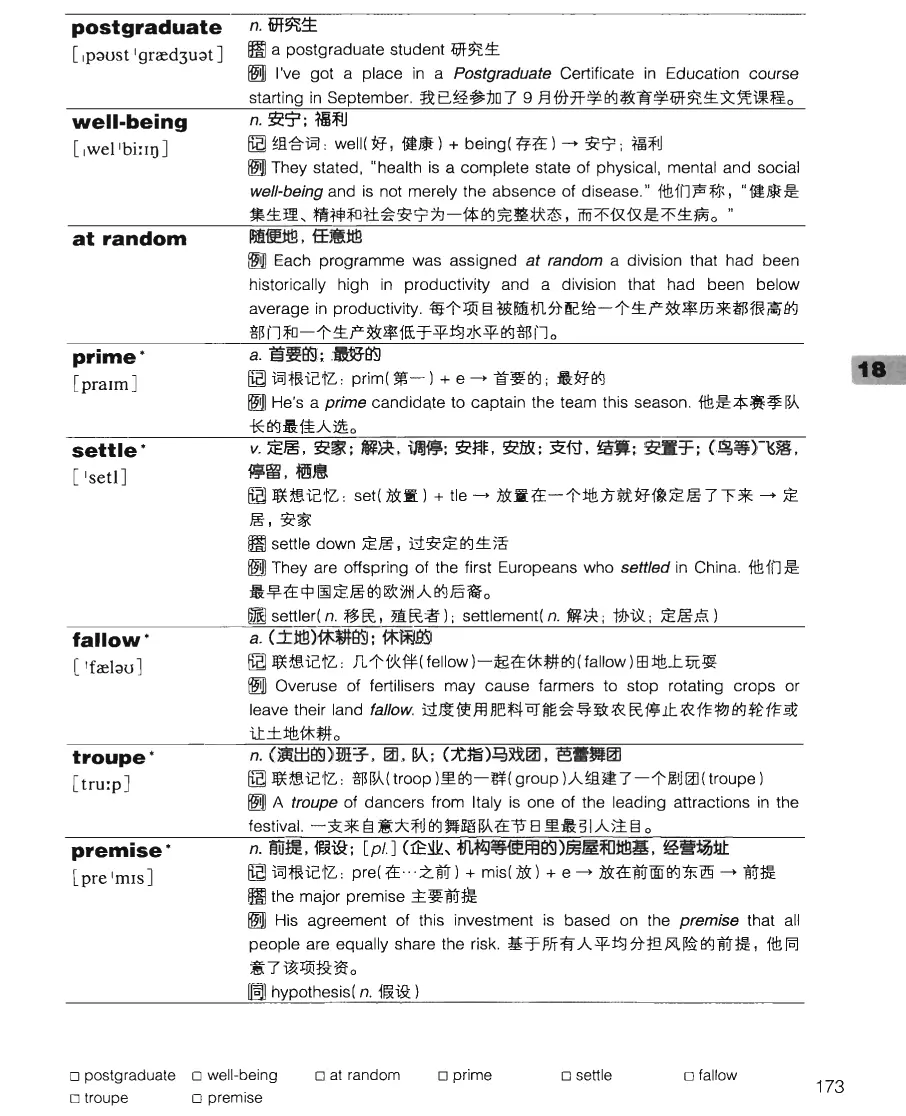 postgraduate n. 研究生
[ˌpəʊstˈgrædʒuət] 搭 a postgraduate student 研究生
例 I've got a place in a Postgraduate Certificate in Education course
starting in September. 我已经参加了 9 月份开学的教育学研究生文凭课程。
well-being n. 安宁；福利
[ˌwelˈbiːɪŋ] 记 组合词：well(好，健康) + being(存在) → 安宁；福利
例 They stated, "health is a complete state of physical, mental and social
well-being and is not merely the absence of disease." 他们声称，"健康是
集生理、精神和社会安宁为一体的完整状态，而不仅仅是不生病。"
at random 随便地，任意地
例 Each programme was assigned at random a division that had been
historically high in productivity and a division that had been below
average in productivity. 每个项目被随机分配给一个生产效率历来都很高的
部门和一个生产效率低于平均水平的部门。
prime* a. 首要的；最好的
[praɪm] 记 词根记忆：prim(第一) + e → 首要的；最好的
例 He's a prime candidate to captain the team this season. 他是本赛季队
长的最佳人选。
18
settle* v. 定居，安家；解决，调停；安排，安放；支付，结算；安置于；(鸟等)飞落，
[ˈsetl] 停留，栖息
记 联想记忆：set(放置) + tle → 放置在一个地方就好像定居了下来 → 定
居，安家
搭 settle down 定居，过安定的生活
例 They are offspring of the first Europeans who settled in China. 他们是
最早在中国定居的欧洲人的后裔。
派 settler(n. 移民，殖民者)；settlement(n. 解决；协议；定居点)
fallow* a. (土地)休耕的；休闲的
[ˈfæləʊ] 记 联想记忆：几个伙伴(fellow)一起在休耕的(fallow)田地上玩耍
例 Overuse of fertilisers may cause farmers to stop rotating crops or
leave their land fallow. 过度使用肥料可能会导致农民停止农作物的轮作或
让土地休耕。
troupe* n. (演出的)班子，团，队；(尤指)马戏团，芭蕾舞团
[truːp] 记 联想记忆：部队(troop)里的一群(group)人组建了一个剧团(troupe)
例 A troupe of dancers from Italy is one of the leading attractions in the
festival. 一支来自意大利的舞蹈队在节日里最引人注目。
premise* n. 前提，假设；[pl.](企业、机构等使用的)房屋和地基，经营场址
[preˈmɪs] 记 词根记忆：pre(在…之前) + mis(放) + e → 放在前面的东西 → 前提
搭 the major premise 主要前提
例 His agreement of this investment is based on the premise that all
people are equally share the risk. 基于所有人平均分担风险的前提，他同
意了该项投资。
同 hypothesis(n. 假设)
□ postgraduate □ well-being □ at random □ prime □ settle □ fallow
□ troupe □ premise
173